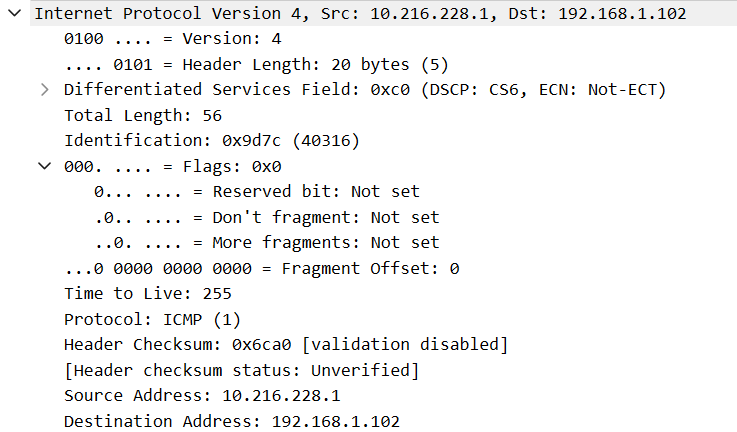 Internet Protocol Version 4, Src: 10.216.228.1, Dst: 192.168.1.102
0100 .... = Version: 4
.... 0101 = Header Length: 20 bytes (5)
Differentiated Services Field: 0xc0 (DSCP: CS6, ECN: Not-ECT)
Total Length: 56
Identification: 0x9d7c (40316)
000. .... = Flags: 0x0
0... .... = Reserved bit: Not set
.0.. .... = Don't fragment: Not set
..0. .... = More fragments: Not set
...0 0000 0000 0000 = Fragment Offset: 0
Time to Live: 255
Protocol: ICMP (1)
Header Checksum: 0x6ca0 [validation disabled]
[Header checksum status: Unverified]
Source Address: 10.216.228.1
Destination Address: 192.168.1.102